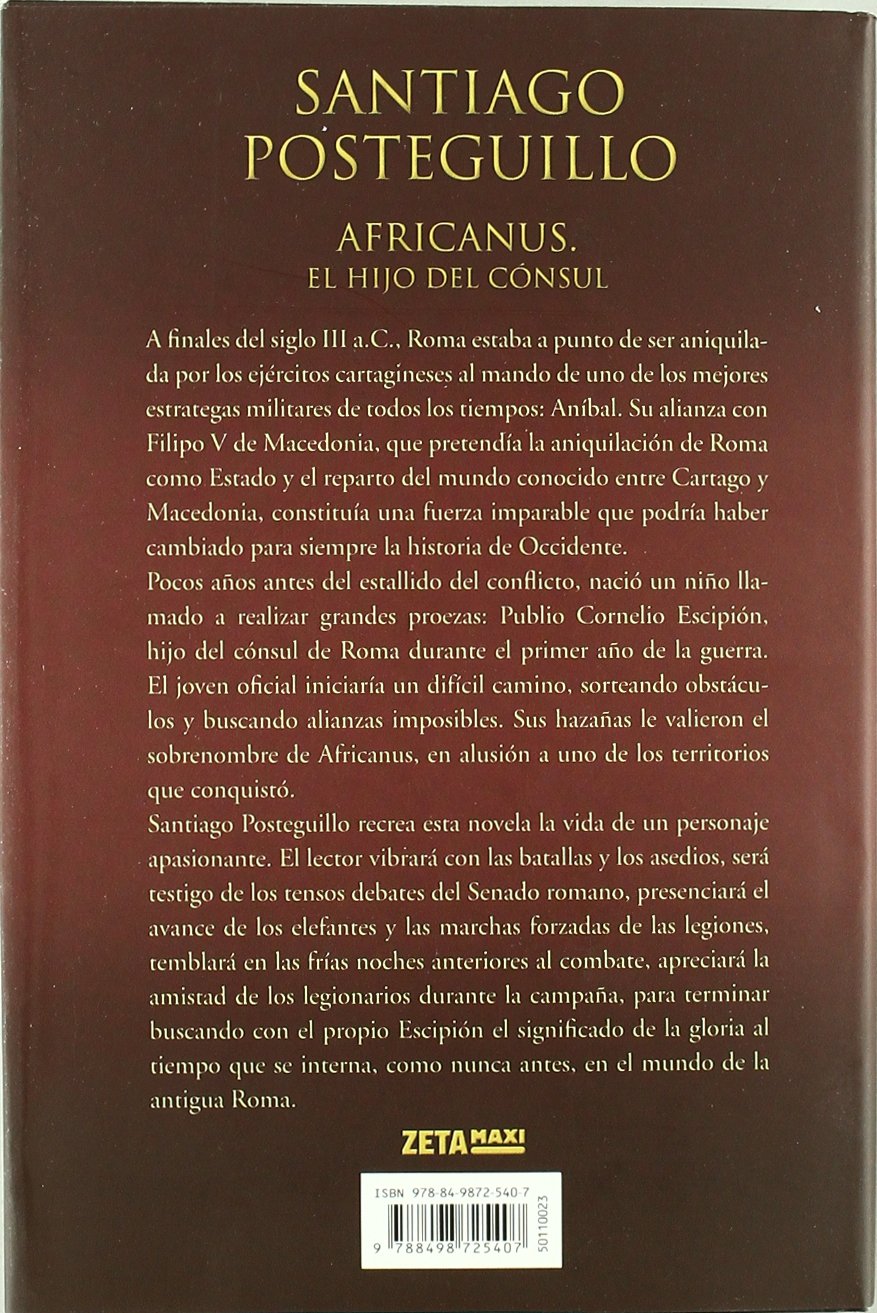 SANTIAGO
POSTEGUILLO
AFRICANUS.
EL HIJO DEL CÓNSUL
A finales del siglo III a.C., Roma estaba a punto de ser aniquila-
da por los ejércitos cartagineses al mando de uno de los mejores
estrategas militares de todos los tiempos: Aníbal. Su alianza con
Filipo V de Macedonia, que pretendía la aniquilación de Roma
como Estado y el reparto del mundo conocido entre Cartago y
Macedonia, constituía una fuerza imparable que podría haber
cambiado para siempre la historia de Occidente.
Pocos años antes del estallido del conflicto, nació un niño lla-
mado a realizar grandes proezas: Publio Cornelio Escipión,
hijo del cónsul de Roma durante el primer año de la guerra.
El joven oficial iniciaría un difícil camino, sorteando obstácu-
los y buscando alianzas imposibles. Sus hazañas le valieron el
sobrenombre de Africanus, en alusión a uno de los territorios
que conquistó.
Santiago Posteguillo recrea esta novela la vida de un personaje
apasionante. El lector vibrará con las batallas y los asedios, será
testigo de los tensos debates del Senado romano, presenciará el
avance de los elefantes y las marchas forzadas de las legiones,
temblará en las frías noches anteriores al combate, apreciará la
amistad de los legionarios durante la campaña, para terminar
buscando con el propio Escipión el significado de la gloria al
tiempo que se interna, como nunca antes, en el mundo de la
antigua Roma.
ZETA MAXI
ISBN 978-84-9872-540-7
9 788498 725407
50110023